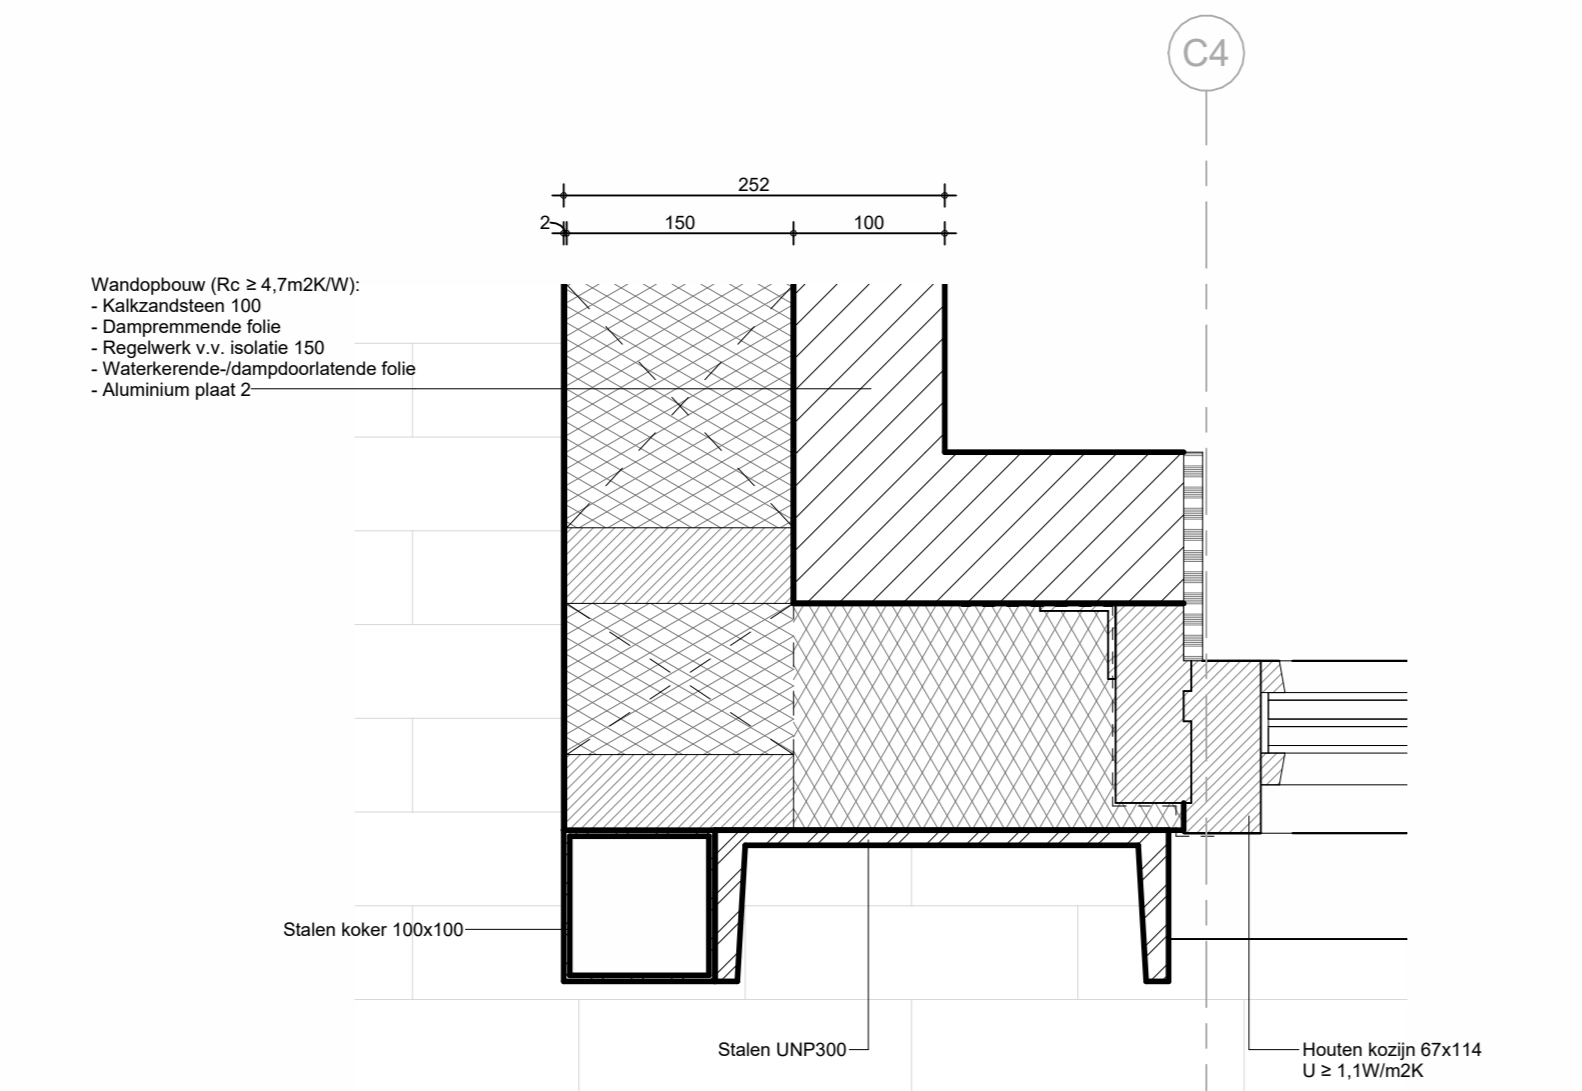 C4
252
2
150
100
Wandopbouw (Rc ≥ 4,7m2K/W):
- Kalkzandsteen 100
- Dampremmende folie
- Regelwerk v.v. isolatie 150
- Waterkerende-/dampdoorlatende folie
- Aluminium plaat 2
Stalen koker 100x100
Stalen UNP300
Houten kozijn 67x114
U ≥ 1,1W/m2K